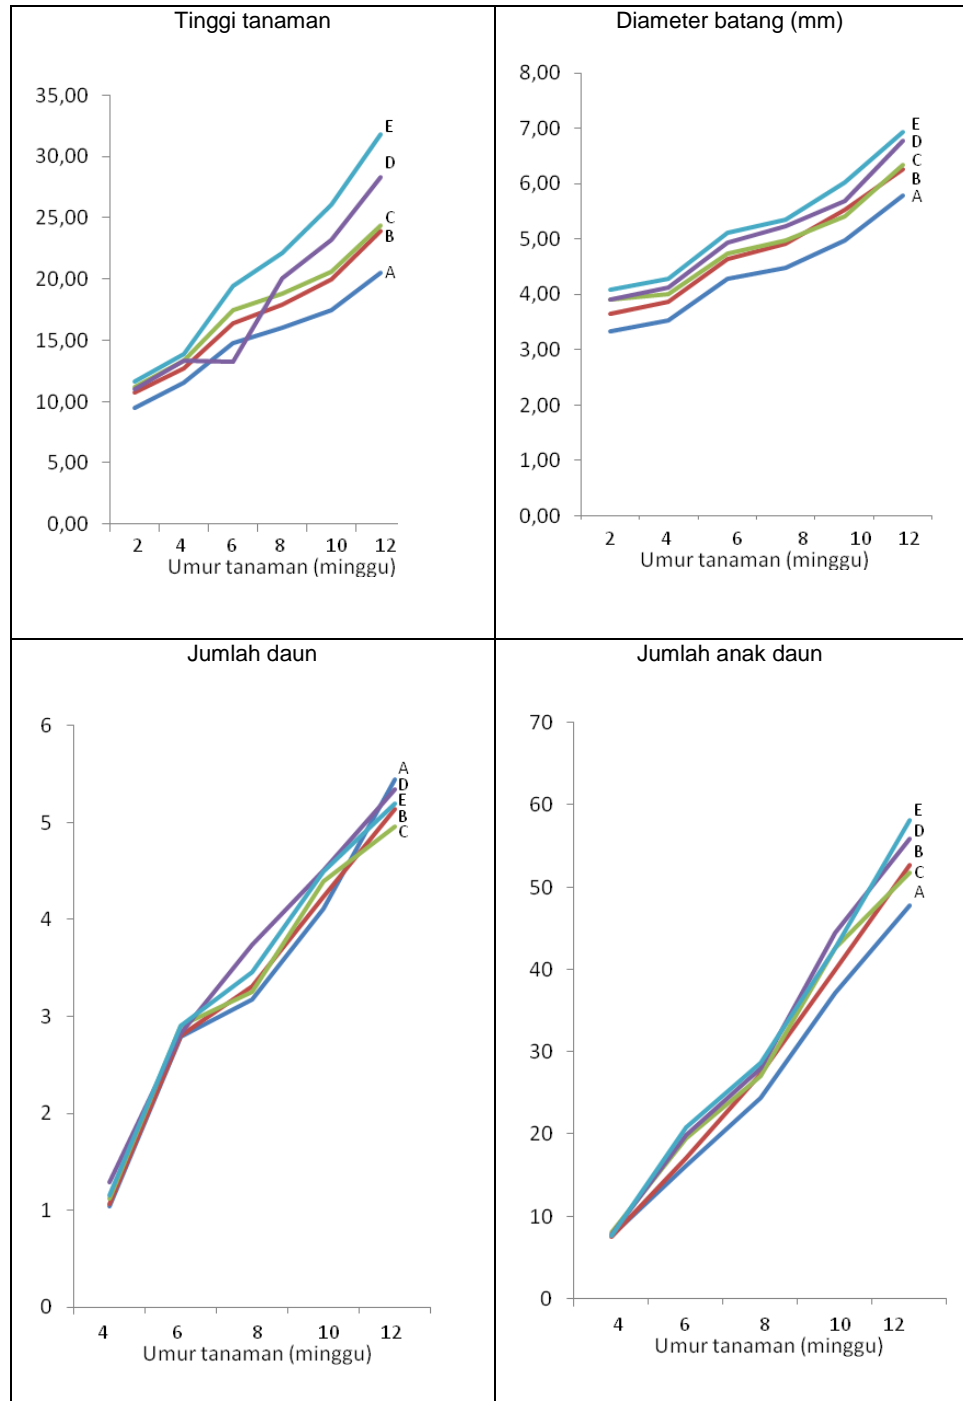 Tinggi tanaman
35,00
30,00
25,00
20,00
15,00
10,00
5,00
0,00
E
D
C
B
A
2 4 6 8 10 12
Umur tanaman (minggu)
Diameter batang (mm)
8,00
7,00
6,00
5,00
4,00
3,00
2,00
1,00
0,00
E
D
C
B
A
2 4 6 8 10 12
Umur tanaman (minggu)
Jumlah daun
6
5
4
3
2
1
0
A
D
E
B
C
4 6 8 10 12
Umur tanaman (minggu)
Jumlah anak daun
70
60
50
40
30
20
10
0
E
D
B
C
A
4 6 8 10 12
Umur tanaman (minggu)